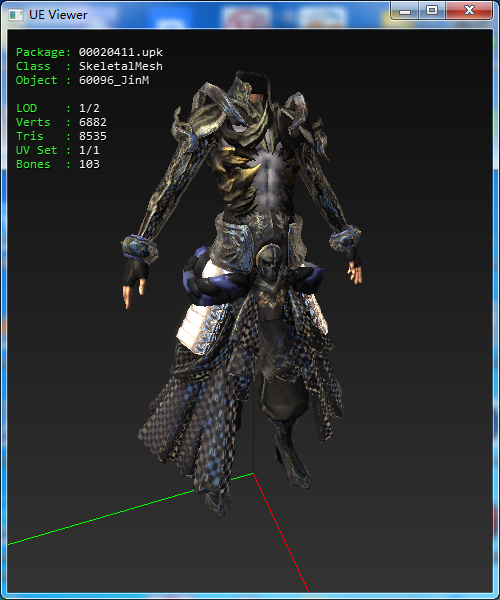 UE Viewer
Package: 00020411.upk
Class : SkeletalMesh
Object : 60096_JinM
LOD : 1/2
Verts : 6882
Tris : 8535
UV Set : 1/1
Bones : 103